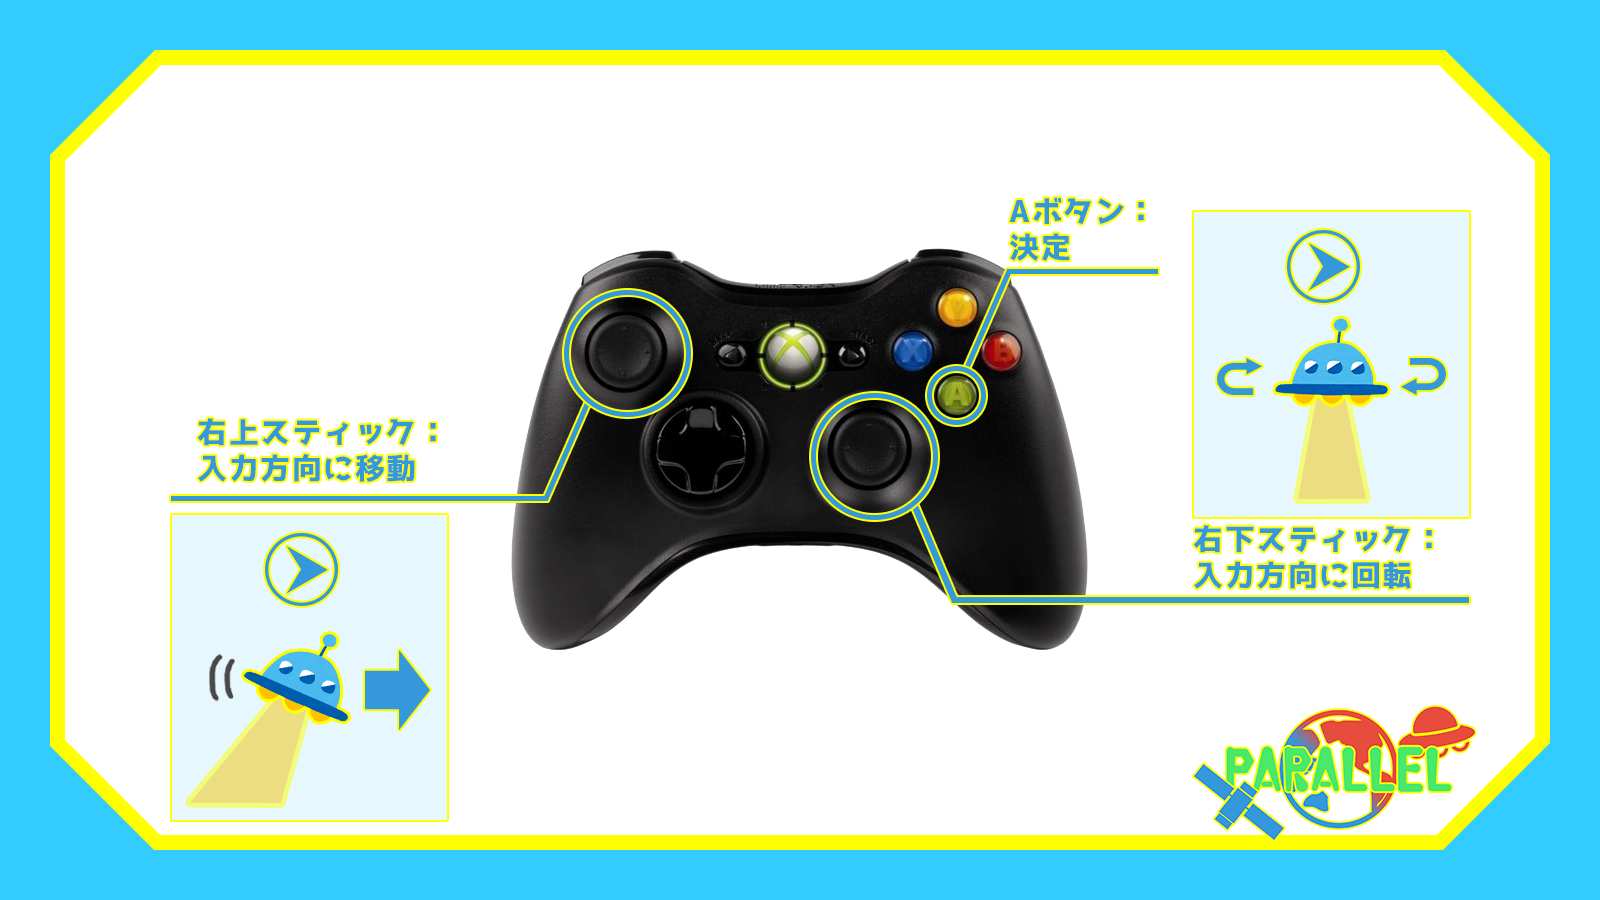 Aボタン：
決定
右上スティック：
入力方向に移動
右下スティック：
入力方向に回転
Y
X
B
A
PARALLEL